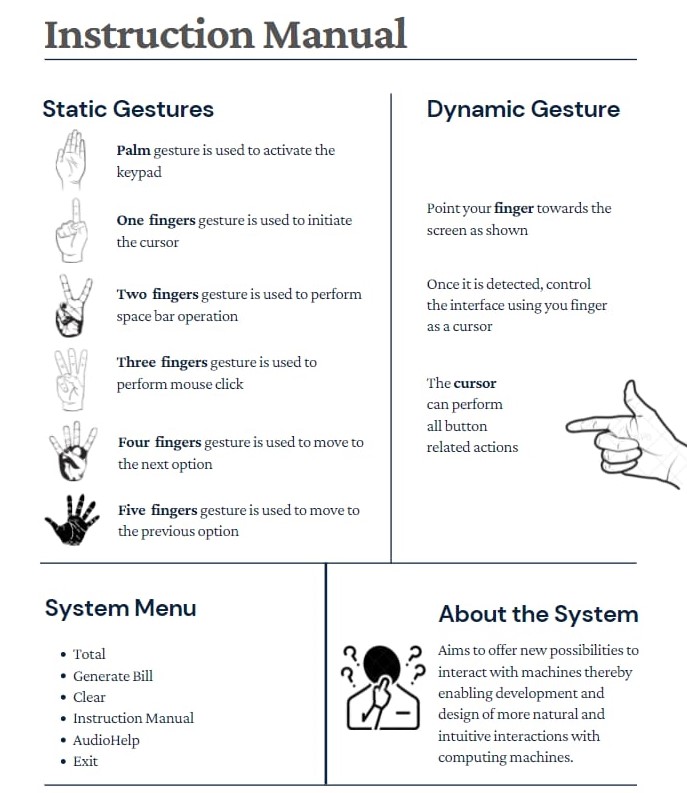 Instruction Manual
Static Gestures
Palm gesture is used to activate the
keypad
One fingers gesture is used to initiate
the cursor
Two fingers gesture is used to perform
space bar operation
Three fingers gesture is used to
perform mouse click
Four fingers gesture is used to move to
the next option
Five fingers gesture is used to move to
the previous option
Dynamic Gesture
Point your finger towards the
screen as shown
Once it is detected, control
the interface using you finger
as a cursor
The cursor
can perform
all button
related actions
System Menu
• Total
• Generate Bill
• Clear
• Instruction Manual
• AudioHelp
• Exit
About the System
? ?
? ?
Aims to offer new possibilities to
interact with machines thereby
enabling development and
design of more natural and
intuitive interactions with
computing machines.